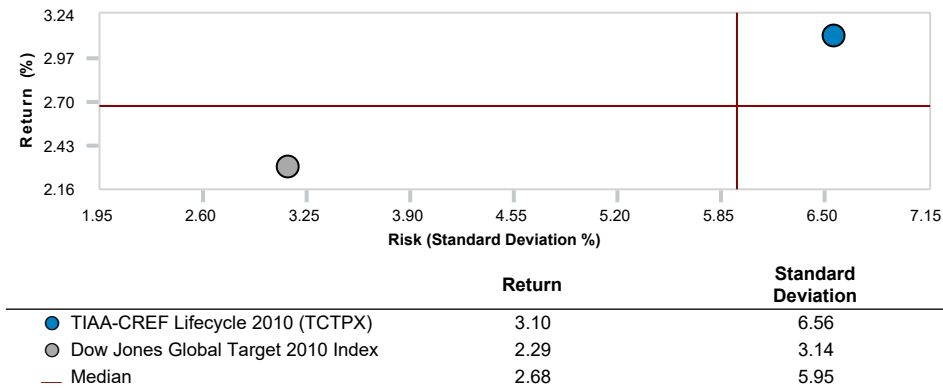 3.24
2.97
2.70
2.43
2.16
Return (%)
1.95 2.60 3.25 3.90 4.55 5.20 5.85 6.50 7.15
Risk (Standard Deviation %)
Return Standard Deviation
TIAA-CREF Lifecycle 2010 (TCTPX) 3.10 6.56
Dow Jones Global Target 2010 Index 2.29 3.14
Median 2.68 5.95